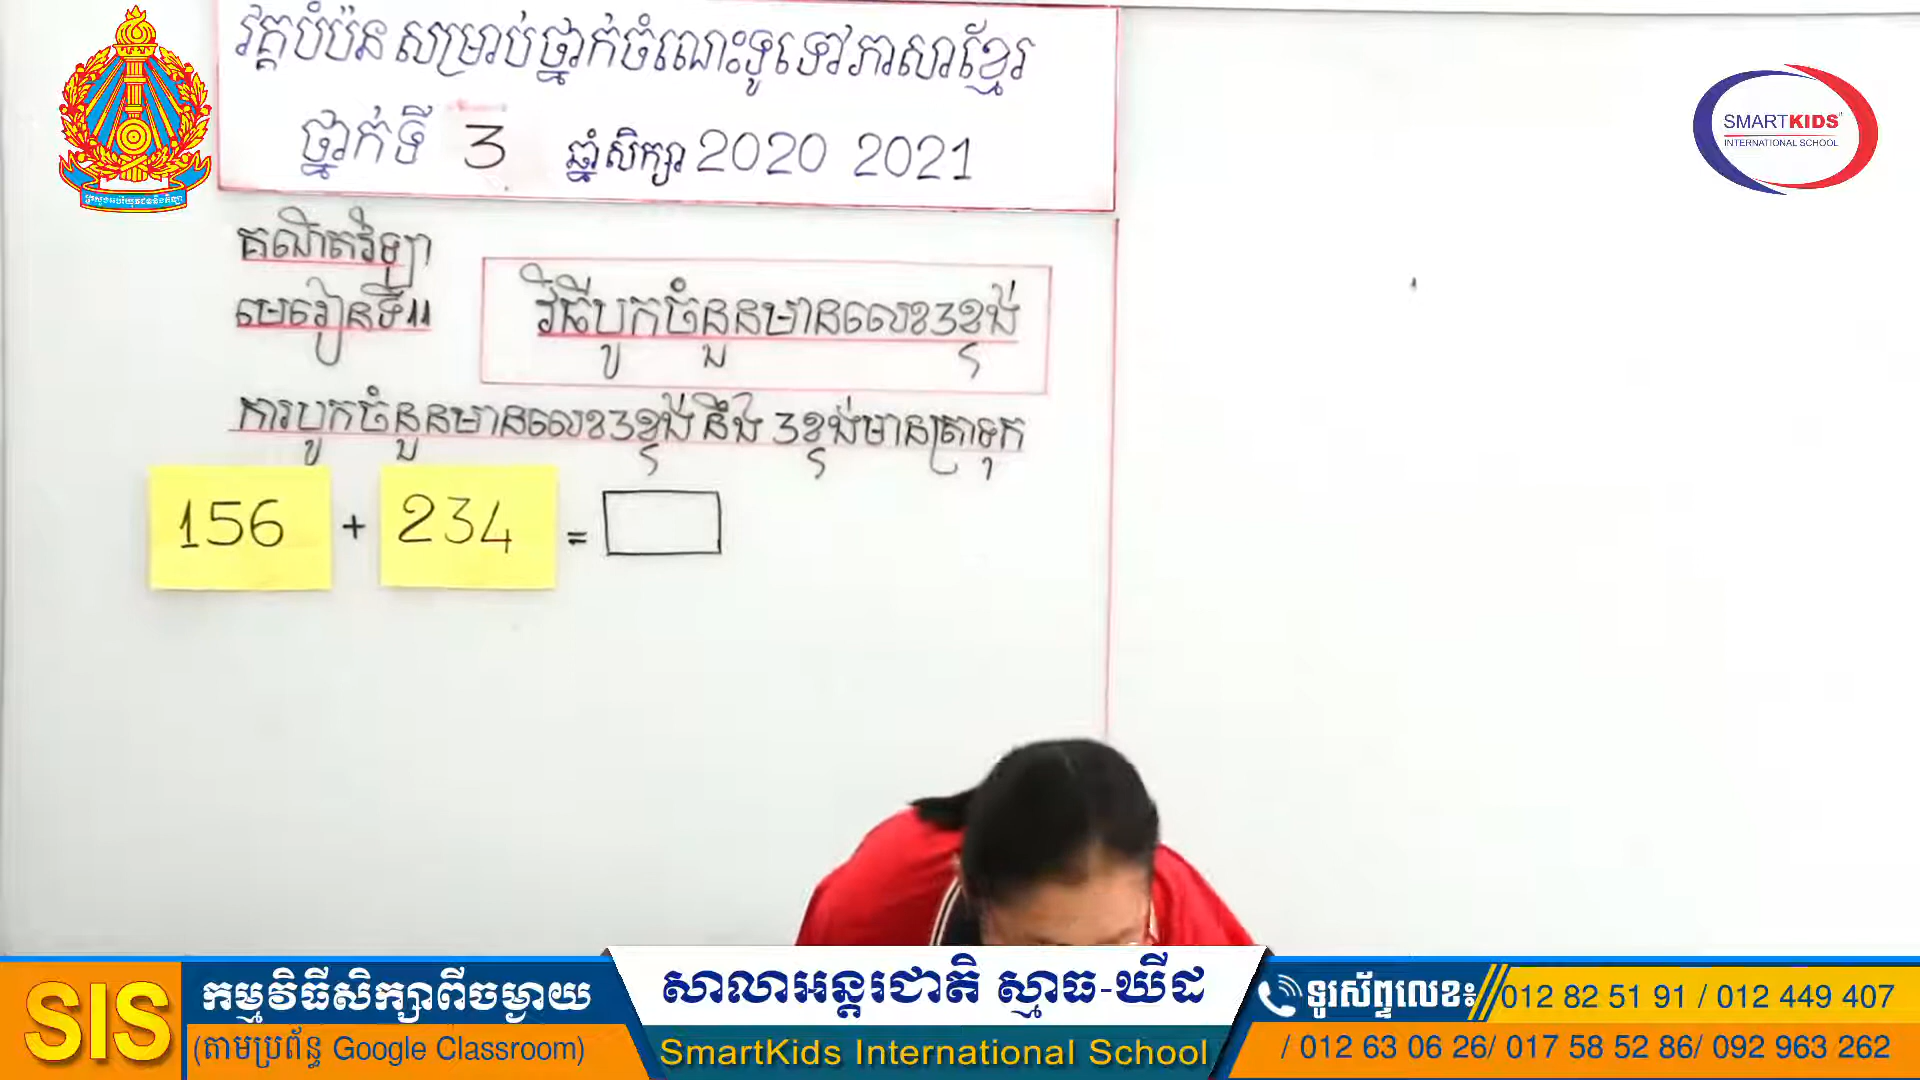 វគ្គបំប៉ន សម្រាប់ថ្នាក់ចំណេះទូទៅភាសាខ្មែរ
ថ្នាក់ទី 3 ឆ្នាំសិក្សា 2020 2021
SMARTKIDS
INTERNATIONAL SCHOOL
គណិតវិទ្យា
មេរៀនទី11
វិធីបូកចំនួនមានលេខ3ខ្ទង់
ការបូកចំនួនមានលេខ3ខ្ទង់ នឹង 3ខ្ទង់មានត្រាទុក
156 + 234 =
SIS
កម្មវិធីសិក្សាពីចម្ងាយ
(តាមប្រព័ន្ធ Google Classroom)
សាលាអន្តរជាតិ ស្មាធ-ឃីដ
SmartKids International School
ទូរស័ព្ទលេខ៖ 012 82 51 91 / 012 449 407
/ 012 63 06 26/ 017 58 52 86/ 092 963 262